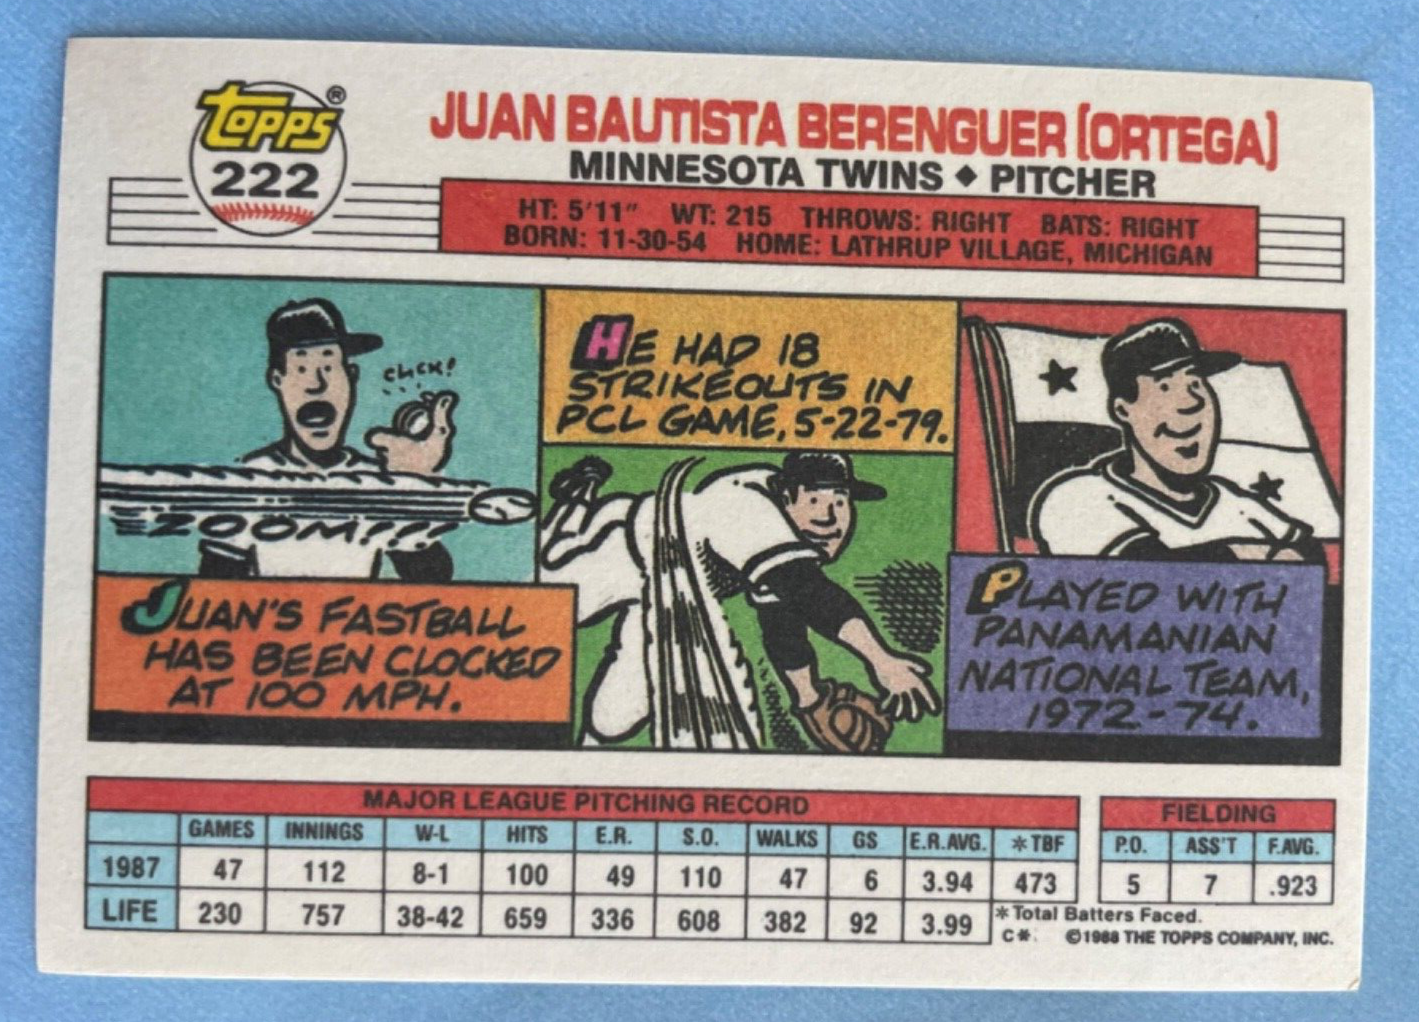 topps®
222
JUAN BAUTISTA BERENGUER (ORTEGA)
MINNESOTA TWINS ◆ PITCHER
HT: 5'11" WT: 215 THROWS: RIGHT BATS: RIGHT
BORN: 11-30-54 HOME: LATHRUP VILLAGE, MICHIGAN
CLICK!
ZOOM!!!
JUAN'S FASTBALL
HAS BEEN CLOCKED
AT 100 MPH.
HE HAD 18
STRIKEOUTS IN
PCL GAME, 5-22-79.
PLAYED WITH
PANAMANIAN
NATIONAL TEAM,
1972-74.
MAJOR LEAGUE PITCHING RECORD
GAMES INNINGS W-L HITS E.R. S.O. WALKS GS E.R.AVG. *TBF
1987 47 112 8-1 100 49 110 47 6 3.94 473
LIFE 230 757 38-42 659 336 608 382 92 3.99
FIELDING
P.O. ASS'T F.AVG.
5 7 .923
*Total Batters Faced.
C* ©1988 THE TOPPS COMPANY, INC.